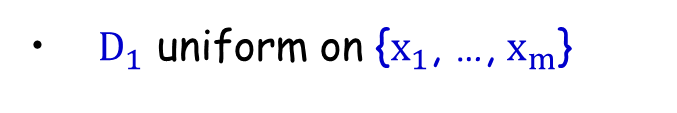 • D₁ uniform on {x₁, …, xₘ}